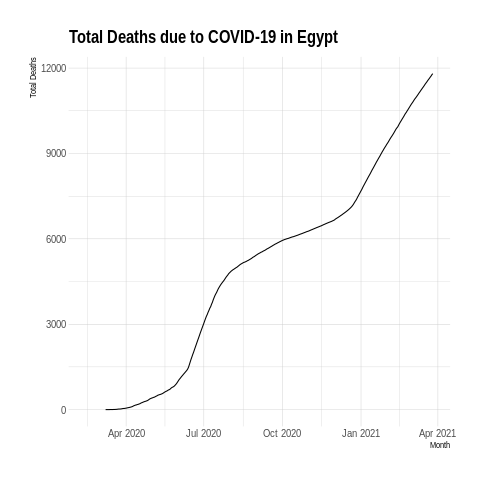 Total Deaths due to COVID-19 in Egypt
Total Deaths
12000
9000
6000
3000
0
Apr 2020 Jul 2020 Oct 2020 Jan 2021 Apr 2021
Month